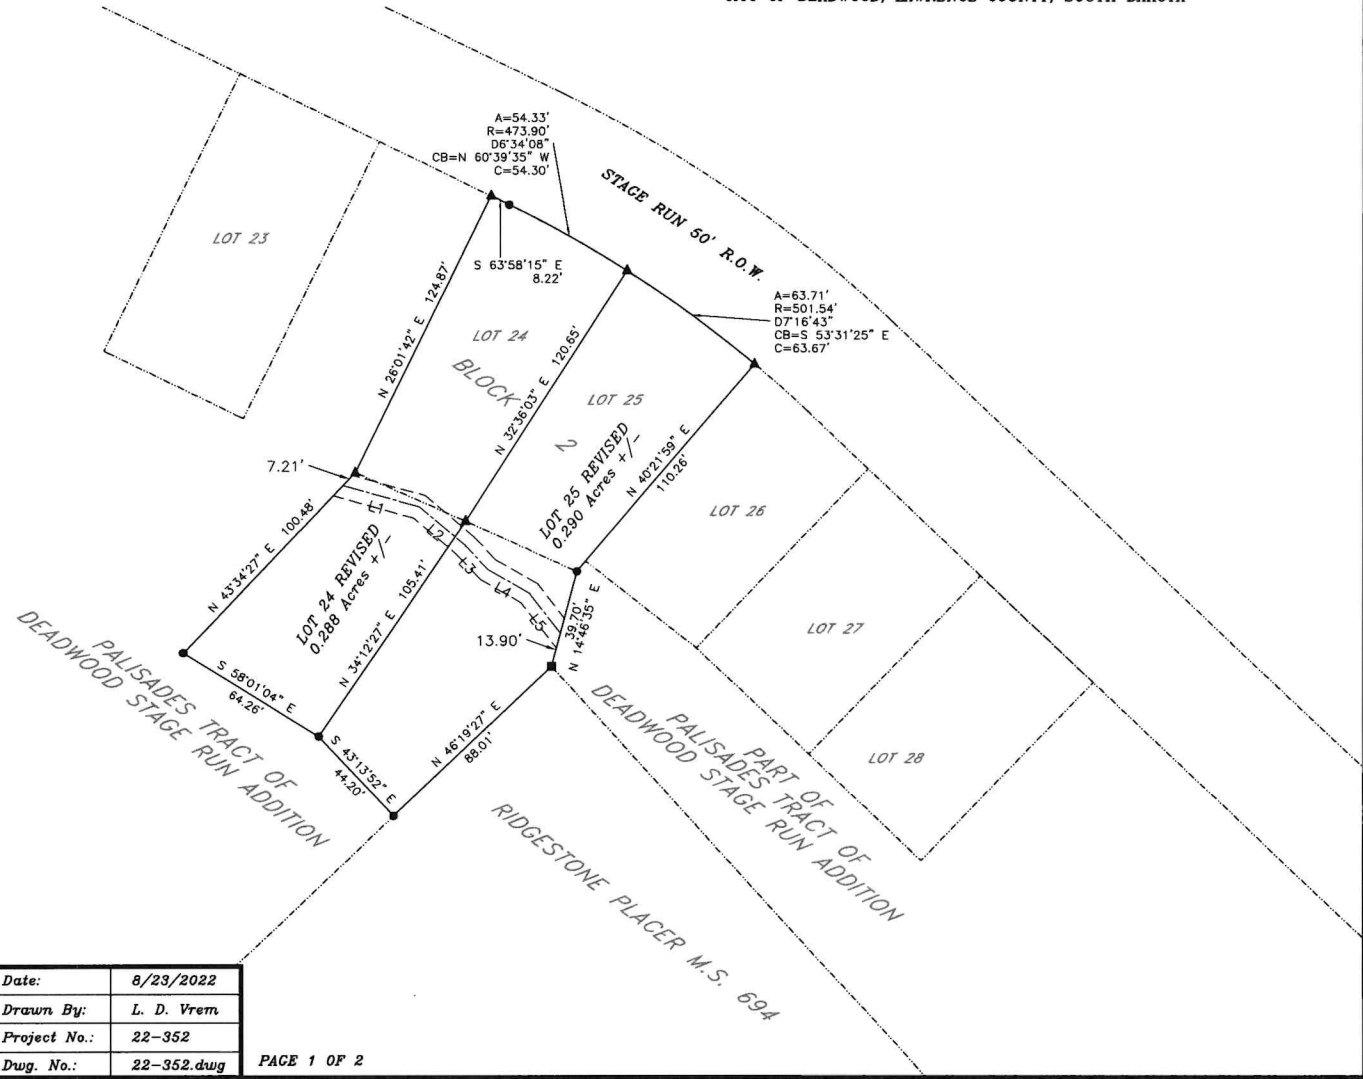 A=54.33'
R=473.90'
D6°34'08"
CB=N 60°39'35" W
C=54.30'
STAGE RUN 50' R.O.W.
LOT 23
S 63°58'15" E
8.22'
A=63.71'
R=501.54'
D7°16'43"
CB=S 53°31'25" E
C=63.67'
N 26°01'42" E 124.87'
LOT 24
BLOCK
2
N 32°36'03" E 120.65'
LOT 25
LOT 25 REVISED
0.290 Acres +/-
N 40°21'59" E
110.26'
7.21'
L1
L2
L3
L4
L5
LOT 26
N 43°34'27" E 100.48'
LOT 24 REVISED
0.288 Acres +/-
N 34°12'27" E 105.41'
13.90'
39.70'
N 14°46'35" E
LOT 27
S 58°01'04" E
64.26'
S 43°13'52" E
44.20'
N 46°19'27" E
88.01'
LOT 28
PALISADES TRACT OF
DEADWOOD STAGE RUN ADDITION
PART OF
PALISADES TRACT OF
DEADWOOD STAGE RUN ADDITION
RIDGESTONE PLACER M.S. 694
Date: 8/23/2022
Drawn By: L. D. Vrem
Project No.: 22-352
Dwg. No.: 22-352.dwg
PAGE 1 OF 2